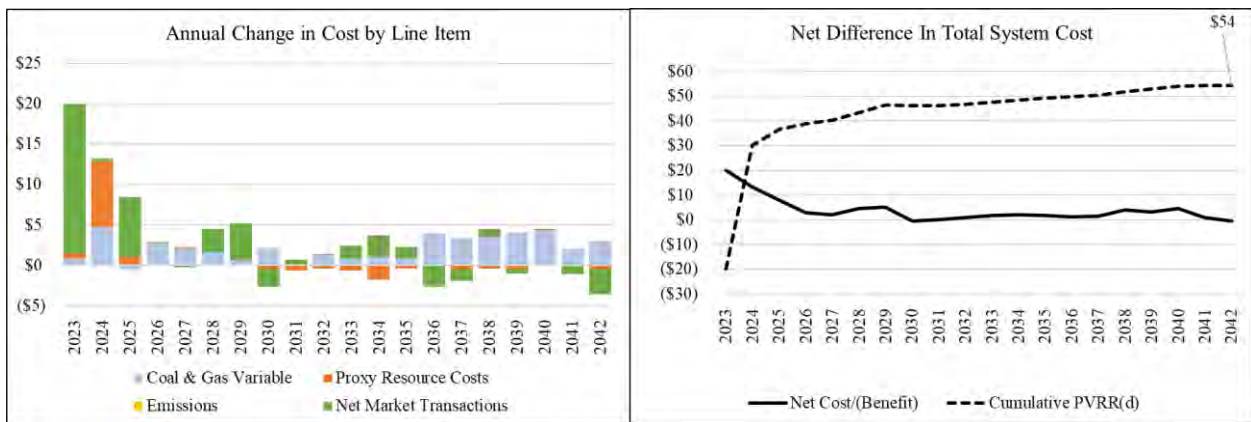 Annual Change in Cost by Line Item
$25
$20
$15
$10
$5
$0
($5)
2023 2024 2025 2026 2027 2028 2029 2030 2031 2032 2033 2034 2035 2036 2037 2038 2039 2040 2041 2042
Coal & Gas Variable Proxy Resource Costs
Emissions Net Market Transactions
Net Difference In Total System Cost
$54
$60
$50
$40
$30
$20
$10
$0
($10)
($20)
($30)
2023 2024 2025 2026 2027 2028 2029 2030 2031 2032 2033 2034 2035 2036 2037 2038 2039 2040 2041 2042
Net Cost/(Benefit) Cumulative PVRR(d)